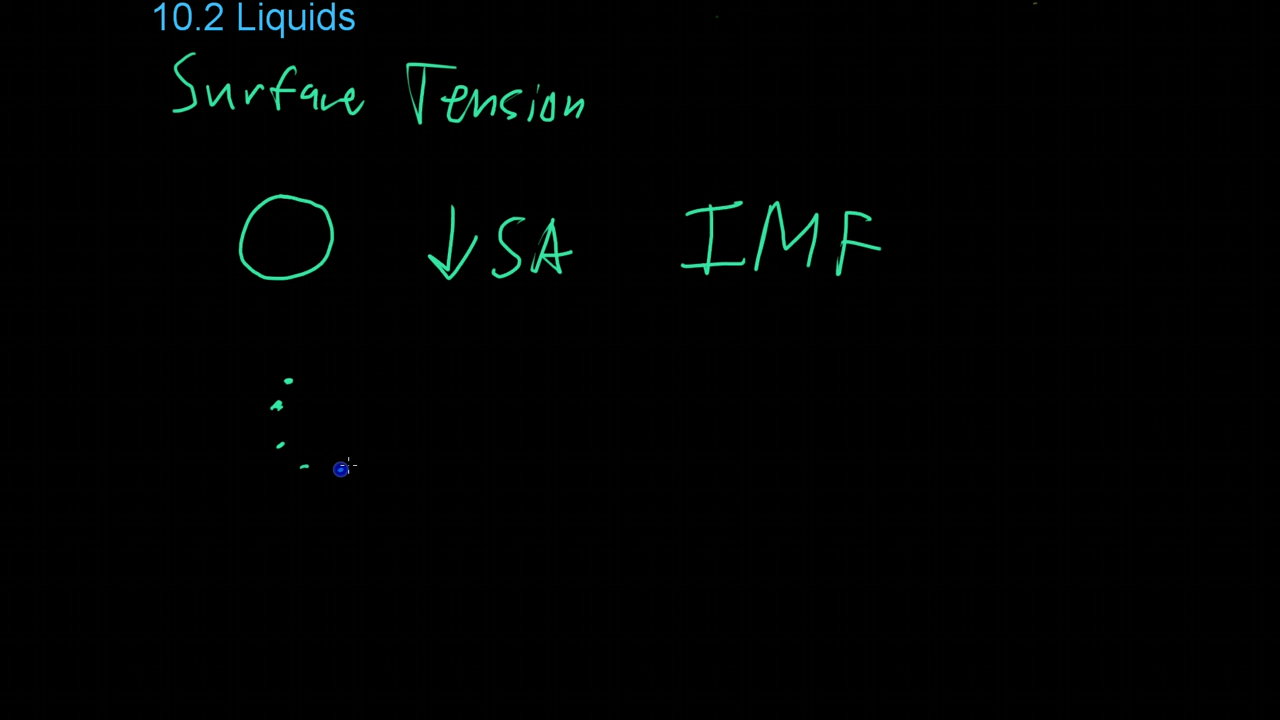 10.2 Liquids
Surface Tension
↓ SA IMF